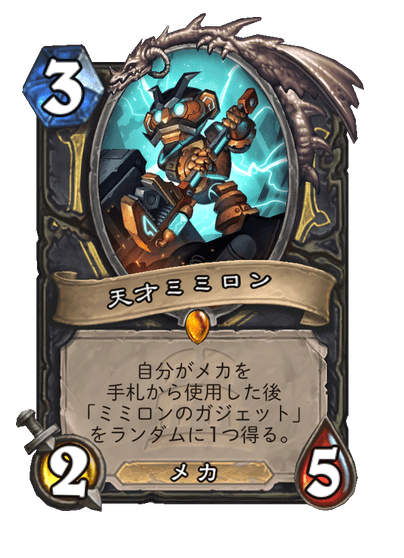 3
天才ミミロン
自分がメカを
手札から使用した後
「ミミロンのガジェット」
をランダムに1つ得る。
メカ
2
5